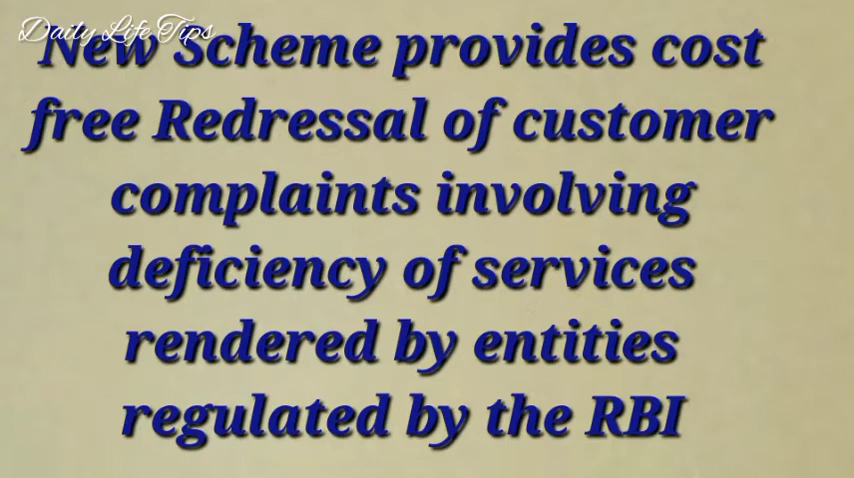 Daily Life Tips
New Scheme provides cost
free Redressal of customer
complaints involving
deficiency of services
rendered by entities
regulated by the RBI